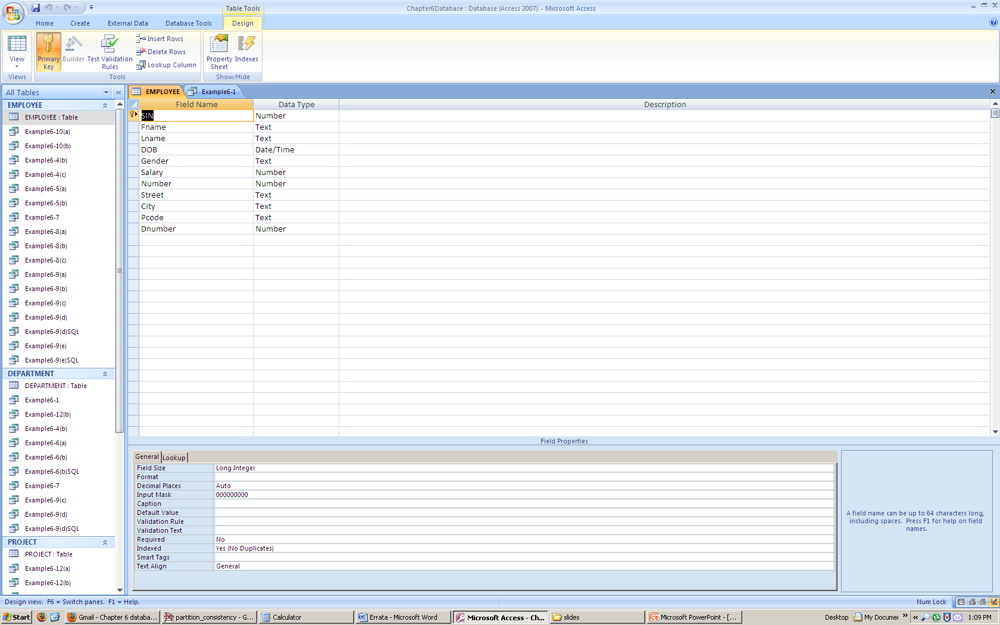 Table Tools
Chapter6Database : Database (Access 2007) - Microsoft Access
Home Create External Data Database Tools Design
View
Primary Key
Builder
Test Validation Rules
Insert Rows
Delete Rows
Lookup Column
Property Sheet
Indexes
Views Tools Show/Hide
All Tables
EMPLOYEE
EMPLOYEE : Table
Example6-10(a)
Example6-10(b)
Example6-4(b)
Example6-4(c)
Example6-5(a)
Example6-5(b)
Example6-7
Example6-8(a)
Example6-8(b)
Example6-8(c)
Example6-9(a)
Example6-9(b)
Example6-9(c)
Example6-9(d)
Example6-9(d)SQL
Example6-9(e)
Example6-9(e)SQL
DEPARTMENT
DEPARTMENT : Table
Example6-1
Example6-12(b)
Example6-4(b)
Example6-6(a)
Example6-6(b)
Example6-6(b)SQL
Example6-7
Example6-9(c)
Example6-9(d)
Example6-9(d)SQL
PROJECT
PROJECT : Table
Example6-12(a)
Example6-12(b)
EMPLOYEE Example6-1
Field Name Data Type Description
SIN Number
Fname Text
Lname Text
DOB Date/Time
Gender Text
Salary Number
Number Number
Street Text
City Text
Pcode Text
Dnumber Number
Field Properties
General Lookup
Field Size Long Integer
Format
Decimal Places Auto
Input Mask 000000000
Caption
Default Value
Validation Rule
Validation Text
Required No
Indexed Yes (No Duplicates)
Smart Tags
Text Align General
A field name can be up to 64 characters long,
including spaces. Press F1 for help on field
names.
Design view. F6 = Switch panes. F1 = Help.
Num Lock
Start
Gmail - Chapter 6 databa...
partition_consistency - G...
Calculator
Errata - Microsoft Word
Microsoft Access - Ch...
slides
Microsoft PowerPoint - [...
Desktop
My Documen
1:09 PM